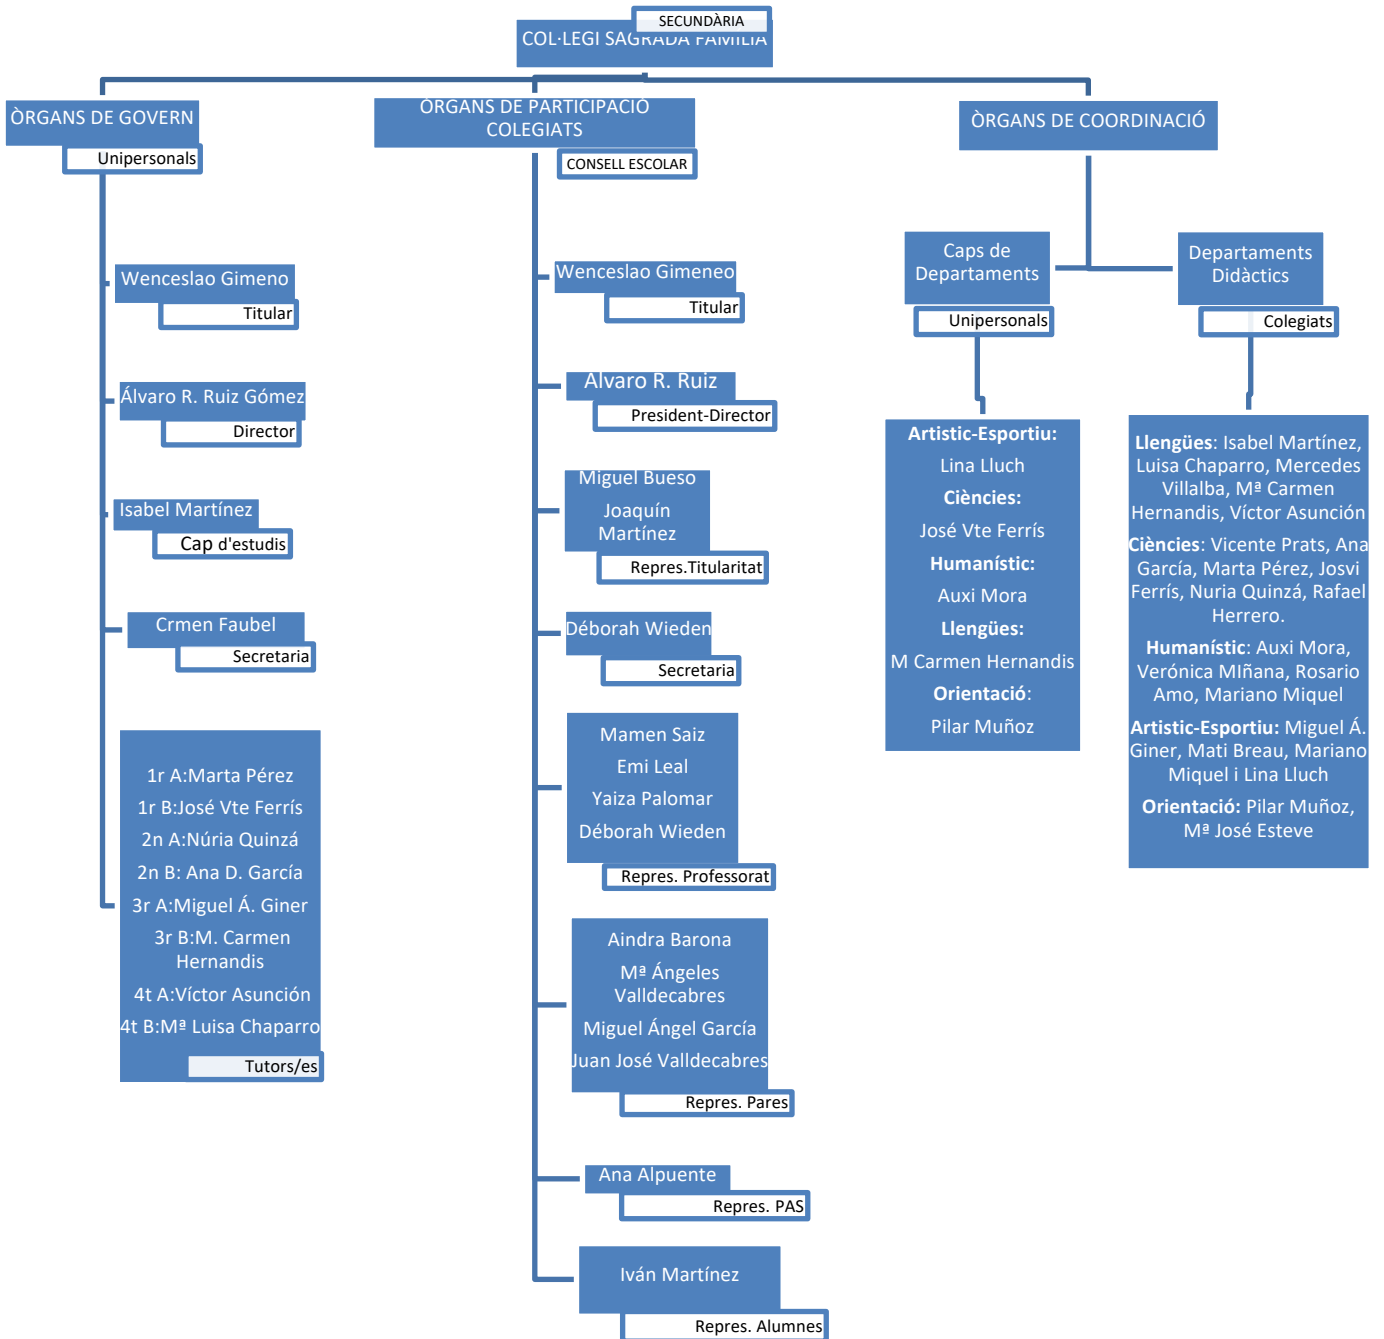 SECUNDÀRIA
COL·LEGI SAGRADA FAMILIA
ÒRGANS DE GOVERN
Unipersonals
Wenceslao Gimeno
Titular
Álvaro R. Ruiz Gómez
Director
Isabel Martínez
Cap d'estudis
Crmen Faubel
Secretaria
1r A:Marta Pérez
1r B:José Vte Ferrís
2n A:Núria Quinzá
2n B: Ana D. García
3r A:Miguel Á. Giner
3r B:M. Carmen
Hernandis
4t A:Víctor Asunción
4t B:Mª Luisa Chaparro
Tutors/es
ÒRGANS DE PARTICIPACIÓ
COLEGIATS
CONSELL ESCOLAR
Wenceslao Gimeneo
Titular
Álvaro R. Ruiz
President-Director
Miguel Bueso
Joaquín
Martínez
Repres.Titularitat
Déborah Wieden
Secretaria
Mamen Saiz
Emi Leal
Yaiza Palomar
Déborah Wieden
Repres. Professorat
Aindra Barona
Mª Ángeles
Valldecabres
Miguel Ángel García
Juan José Valldecabres
Repres. Pares
Ana Alpuente
Repres. PAS
Iván Martínez
Repres. Alumnes
ÒRGANS DE COORDINACIÓ
Caps de
Departaments
Unipersonals
Artistic-Esportiu:
Lina Lluch
Ciències:
José Vte Ferrís
Humanístic:
Auxi Mora
Llengües:
M Carmen Hernandis
Orientació:
Pilar Muñoz
Departaments
Didàctics
Colegiats
Llengües: Isabel Martínez,
Luisa Chaparro, Mercedes
Villalba, Mª Carmen
Hernandis, Víctor Asunción
Ciències: Vicente Prats, Ana
García, Marta Pérez, Josvi
Ferrís, Nuria Quinzá, Rafael
Herrero.
Humanístic: Auxi Mora,
Verónica MIñana, Rosario
Amo, Mariano Miquel
Artistic-Esportiu: Miguel Á.
Giner, Mati Breau, Mariano
Miquel i Lina Lluch
Orientació: Pilar Muñoz,
Mª José Esteve